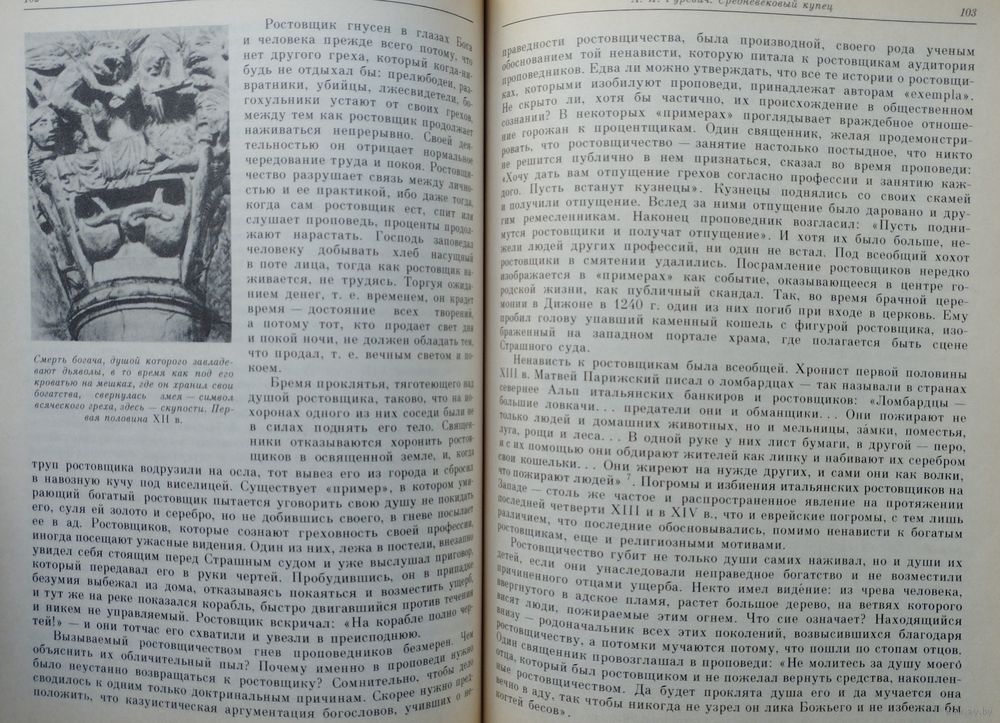 102
Ростовщик гнусен в глазах Бога
и человека прежде всего потому, что
нет другого греха, который когда-ни-
будь не отдыхал бы: прелюбодеи, раз-
вратники, убийцы, лжесвидетели, бо-
гохульники устают от своих грехов,
между тем как ростовщик продолжает
наживаться непрерывно. Своей дея-
тельностью он отрицает нормальное
чередование труда и покоя. Ростовщи-
чество разрушает связь между лично-
стью и ее практикой, ибо даже тогда,
когда сам ростовщик ест, спит или
слушает проповедь, проценты продол-
жают нарастать. Господь заповедал
человеку добывать хлеб насущный
в поте лица, тогда как ростовщик на-
живается, не трудясь. Торгуя ожида-
нием денег, т. е. временем, он крадет
время — достояние всех творений,
а потому тот, кто продает свет дня
и покой ночи, не должен обладать тем,
что продал, т. е. вечным светом и по-
коем.
Бремя проклятья, тяготеющего над
душой ростовщика, таково, что на по-
хоронах одного из них соседи были не
в силах поднять его тело. Священ-
ники отказываются хоронить ростов-
щиков в освященной земле, и, когда
труп ростовщика водрузили на осла, тот вывез его из города и сбросил
в навозную кучу под виселицей. Существует «пример», в котором уми-
рающий богатый ростовщик пытается уговорить свою душу не покидать
его, суля ей золото и серебро, но не добившись своего, в гневе посылает
ее в ад. Ростовщиков, которые сознают греховность своей профессии,
иногда посещают ужасные видения. Один из них, лежа в постели, внезапно
увидел себя стоящим перед Страшным судом и уже выслушал приговор,
который передавал его в руки чертей. Пробудившись, он в припадке
безумия выбежал из дома, отказываясь покаяться и возместить ущерб,
и тут же на реке показался корабль, быстро двигавшийся против течения
и никем не управляемый. Ростовщик вскричал: «На корабле полно чер-
тей!» — и они тотчас его схватили и увезли в преисподнюю.
Вызываемый ростовщичеством гнев проповедников безмерен. Чем
объяснить их обличительный пыл? Почему именно в проповеди нужно
было неустанно возвращаться к ростовщику? Сомнительно, чтобы дело
сводилось к одним только доктринальным причинам. Скорее нужно пред-
положить, что казуистическая аргументация богословов, учивших о не-
Смерть богача, душой которого завладе-
вают дьяволы, в то время как под его
кроватью на мешках, где он хранил свои
богатства, свернулась змея — символ
всяческого греха, здесь — скупости. Пер-
вая половина XII в.
А. Я. Гуревич. Средневековый купец
103
праведности ростовщичества, была производной, своего рода ученым
обоснованием той ненависти, которую питала к ростовщикам аудитория
проповедников. Едва ли можно утверждать, что все те истории о ростовщи-
ках, которыми изобилуют проповеди, принадлежат авторам «exempla».
Не скрыто ли, хотя бы частично, их происхождение в общественном
сознании? В некоторых «примерах» проглядывает враждебное отноше-
ние горожан к процентщикам. Один священник, желая продемонстри-
ровать, что ростовщичество — занятие настолько постыдное, что никто
не решится публично в нем признаться, сказал во время проповеди:
«Хочу дать вам отпущение грехов согласно профессии и занятию каж-
дого. Пусть встанут кузнецы». Кузнецы поднялись со своих скамей
и получили отпущение. Вслед за ними отпущение было даровано и дру-
гим ремесленникам. Наконец проповедник возгласил: «Пусть подни-
мутся ростовщики и получат отпущение». И хотя их было больше, не-
жели людей других профессий, ни один не встал. Под всеобщий хохот
ростовщики в смятении удалились. Посрамление ростовщиков нередко
изображается в «примерах» как событие, оказывающееся в центре го-
родской жизни, как публичный скандал. Так, во время брачной цере-
монии в Дижоне в 1240 г. один из них погиб при входе в церковь. Ему
пробил голову упавший каменный кошель с фигурой ростовщика, изо-
браженный на западном портале храма, где полагается быть сцене
Страшного суда.
Ненависть к ростовщикам была всеобщей. Хронист первой половины
XIII в. Матвей Парижский писал о ломбардцах — так называли в странах
севернее Альп итальянских банкиров и ростовщиков: «Ломбардцы —
большие ловкачи. . . предатели они и обманщики. . . Они пожирают не
только людей и домашних животных, но и мельницы, за́мки, поместья,
луга, рощи и леса. . . В одной руке у них лист бумаги, в другой — перо,
и с их помощью они обдирают жителей как липку и набивают их серебром
свои кошельки. . . Они жиреют на нужде других, и сами они как волки,
что пожирают людей» 7. Погромы и избиения итальянских ростовщиков на
Западе — столь же частое и распространенное явление на протяжении
последней четверти XIII и в XIV в., что и еврейские погромы, с тем лишь
различием, что последние обосновывались, помимо ненависти к богатым
ростовщикам, еще и религиозными мотивами.
Ростовщичество губит не только души самих наживал, но и души их
детей, если они унаследовали неправедное богатство и не возместили
причиненного отцами ущерба. Некто имел виде́ние: из чрева человека,
ввергнутого в адское пламя, растет большое дерево, на ветвях которого
висят люди, пожираемые этим огнем. Что сие означает? Находящийся
внизу — родоначальник всех этих поколений, возвысившихся благодаря
ростовщичеству, а потомки мучаются потому, что пошли по стопам отцов.
Один священник провозглашал в проповеди: «Не молитесь за душу моего́
отца, который был ростовщиком и не пожелал вернуть средства, накоплен-
ные ростовщичеством. Да будет проклята душа его и да мучается она
вечно в аду, так чтобы никогда не узрел он лика Божьего и не избежал бы
когтей бесов».